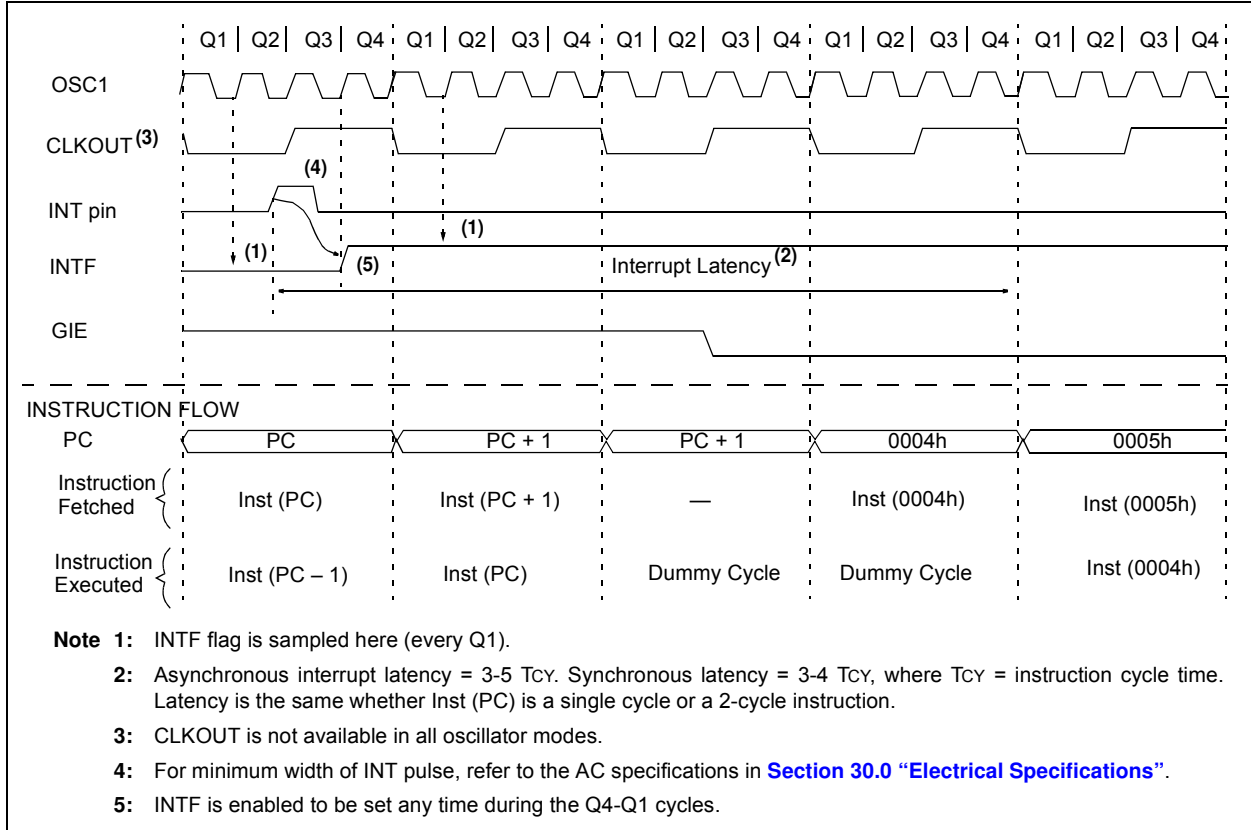 Q1 Q2 Q3 Q4 Q1 Q2 Q3 Q4 Q1 Q2 Q3 Q4 Q1 Q2 Q3 Q4 Q1 Q2 Q3 Q4
OSC1
CLKOUT (3)
(4)
INT pin
(1)
(1)
INTF
(5)
Interrupt Latency (2)
GIE
INSTRUCTION FLOW
PC PC PC + 1 PC + 1 0004h 0005h
Instruction
Fetched
Inst (PC) Inst (PC + 1) — Inst (0004h) Inst (0005h)
Instruction
Executed
Inst (PC – 1) Inst (PC) Dummy Cycle Dummy Cycle Inst (0004h)
Note 1: INTF flag is sampled here (every Q1).
2: Asynchronous interrupt latency = 3-5 TCY. Synchronous latency = 3-4 TCY, where TCY = instruction cycle time.
Latency is the same whether Inst (PC) is a single cycle or a 2-cycle instruction.
3: CLKOUT is not available in all oscillator modes.
4: For minimum width of INT pulse, refer to the AC specifications in Section 30.0 “Electrical Specifications”.
5: INTF is enabled to be set any time during the Q4-Q1 cycles.